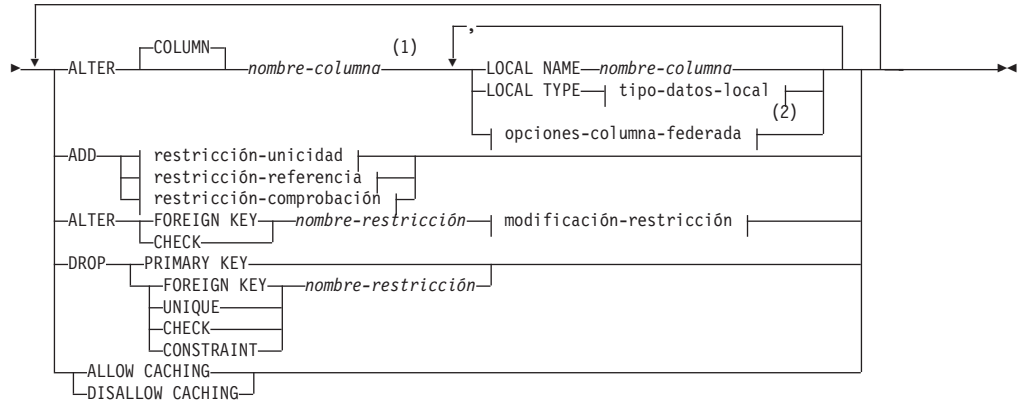 COLUMN (1) ,
ALTER nombre-columna LOCAL NAME nombre-columna
LOCAL TYPE tipo-datos-local
(2)
opciones-columna-federada
ADD restricción-unicidad
restricción-referencia
restricción-comprobación
ALTER FOREIGN KEY nombre-restricción modificación-restricción
CHECK
DROP PRIMARY KEY
FOREIGN KEY nombre-restricción
UNIQUE
CHECK
CONSTRAINT
ALLOW CACHING
DISALLOW CACHING